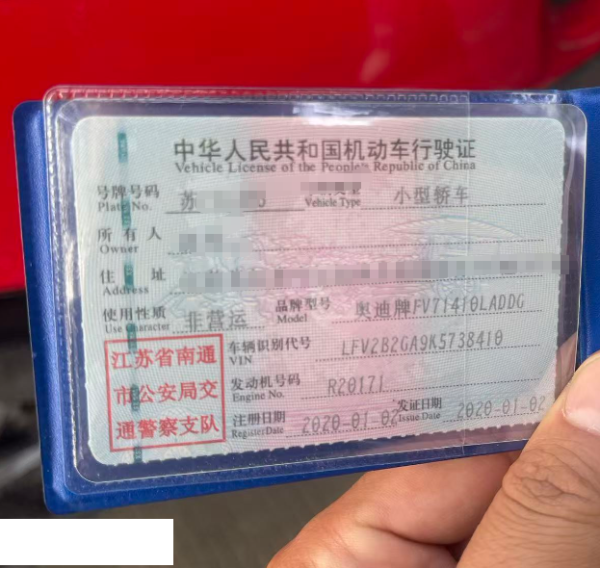 中华人民共和国机动车行驶证
Vehicle License of the People's Republic of China
号牌号码 苏
Plate No. Vehicle Type 小型轿车
所有人
Owner
住址
Address
使用性质 非营运 品牌型号 奥迪牌FV71410LADDG
Use Character Model
车辆识别代号 LFV2B2GA9K5738410
VIN
发动机号码 R20171
Engine No.
注册日期 2020-01-02 发证日期 2020-01-02
Register Date Issue Date
江苏省南通
市公安局交
通警察支队